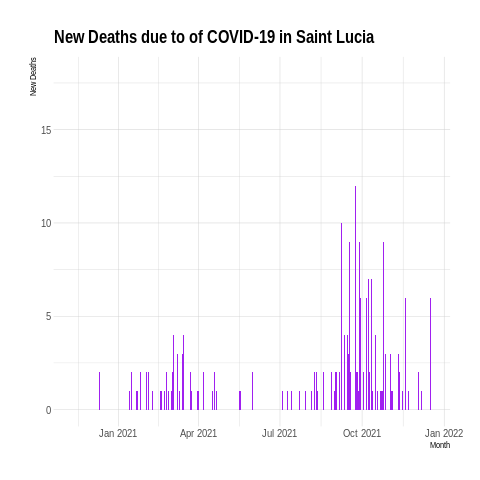 New Deaths due to of COVID-19 in Saint Lucia
New Deaths
15
10
5
0
Jan 2021 Apr 2021 Jul 2021 Oct 2021 Jan 2022
Month